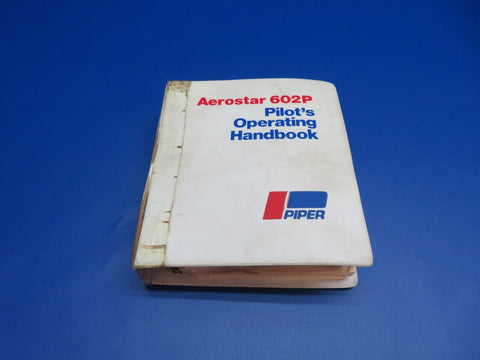 Aerostar 602P
Pilot's
Operating
Handbook
PIPER